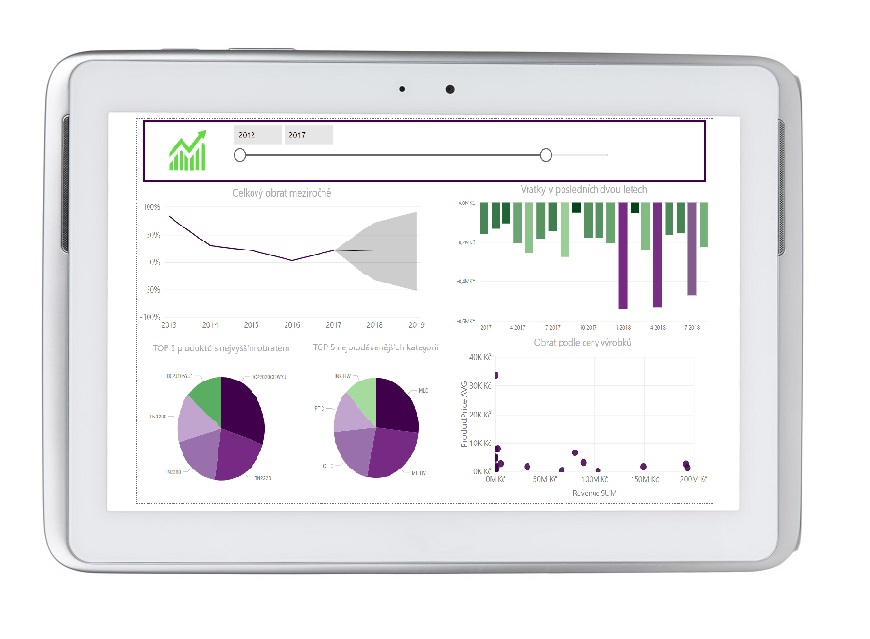 2012 2017
Celkový obrat meziročně
Vratky v posledních dvou letech
100%
50%
0%
-50%
-100%
2013 2014 2015 2016 2017 2018 2019
2017 4 2017 7 2017 10 2017 1 2018 4 2018 7 2018
TOP 5 produktů s nejvyšším obratem
TOP 5 nejprodávanějších kategorií
Obrat podle ceny výrobků
MLC
40K Kč
30K Kč
20K Kč
10K Kč
0K Kč
Product Price AVG
0M Kč 50M Kč 100M Kč 150M Kč 200M Kč
Revenue SUM